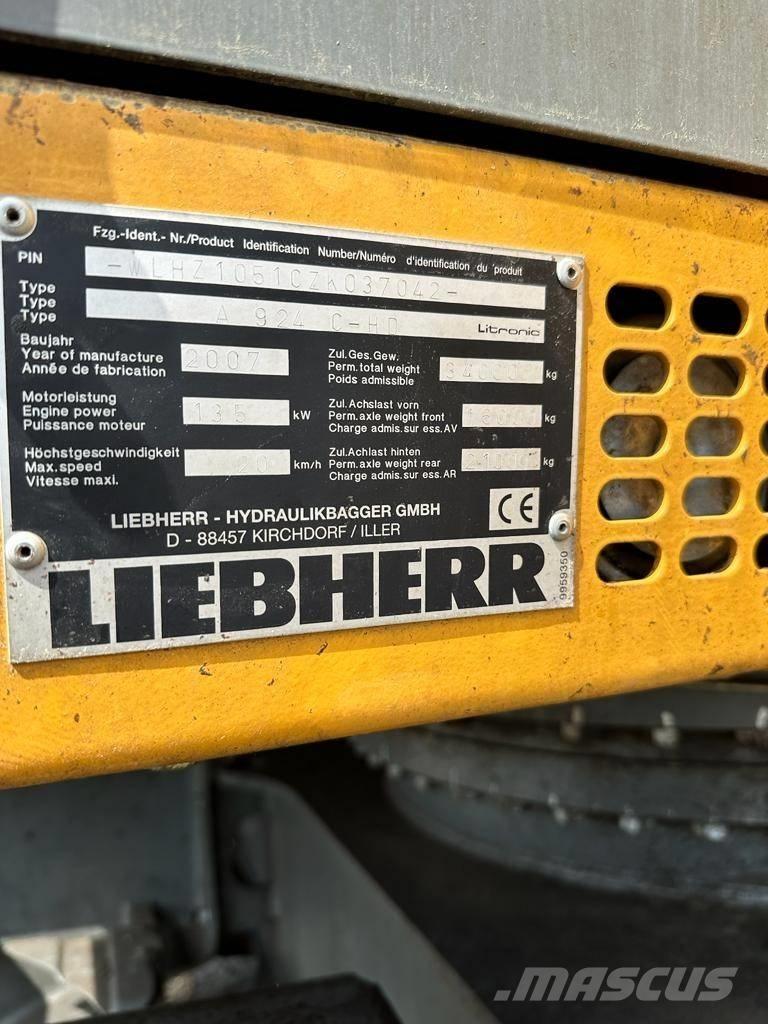 Fzg.-Ident.- Nr./Product Identification Number/Numéro d'identification du produit
PIN -WLHZ1051CZK037042-
Type
Type A 924 C-HD Litronic
Type
Baujahr
Year of manufacture 2007
Année de fabrication
Zul.Ges.Gew.
Perm.total weight 34000 kg
Poids admissible
Motorleistung
Engine power 135 kW
Puissance moteur
Zul.Achslast vorn
Perm.axle weight front kg
Charge admis.sur ess.AV
Höchstgeschwindigkeit
Max.speed 20 km/h
Vitesse maxi.
Zul.Achlast hinten
Perm.axle weight rear kg
Charge admis.sur ess.AR
LIEBHERR - HYDRAULIKBAGGER GMBH
D - 88457 KIRCHDORF / ILLER
CE
LIEBHERR
9959350
MASCUS